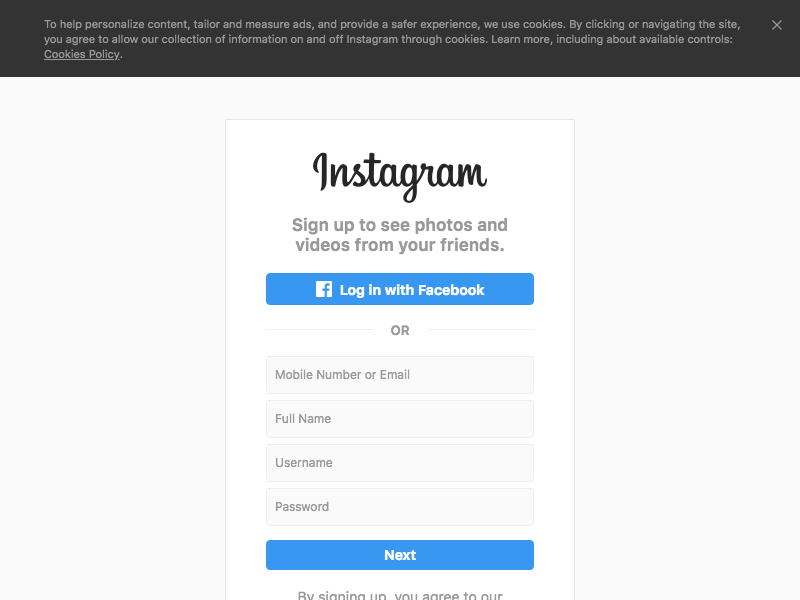 To help personalize content, tailor and measure ads, and provide a safer experience, we use cookies. By clicking or navigating the site,
you agree to allow our collection of information on and off Instagram through cookies. Learn more, including about available controls:
Cookies Policy.
Instagram
Sign up to see photos and
videos from your friends.
Log in with Facebook
OR
Mobile Number or Email
Full Name
Username
Password
Next
By signing up, you agree to our